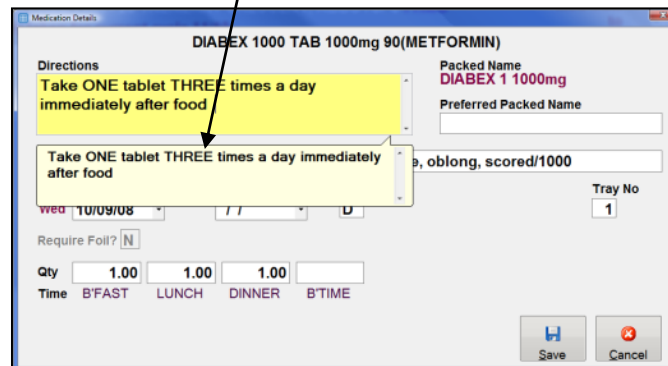 Medication Details
DIABEX 1000 TAB 1000mg 90(METFORMIN)
Directions
Take ONE tablet THREE times a day
immediately after food
Packed Name
DIABEX 1 1000mg
Preferred Packed Name
Take ONE tablet THREE times a day immediately
after food
, oblong, scored/1000
Wed 10/09/08 / / D
Tray No
1
Require Foil? N
Qty 1.00 1.00 1.00
Time B'FAST LUNCH DINNER B'TIME
Save Cancel